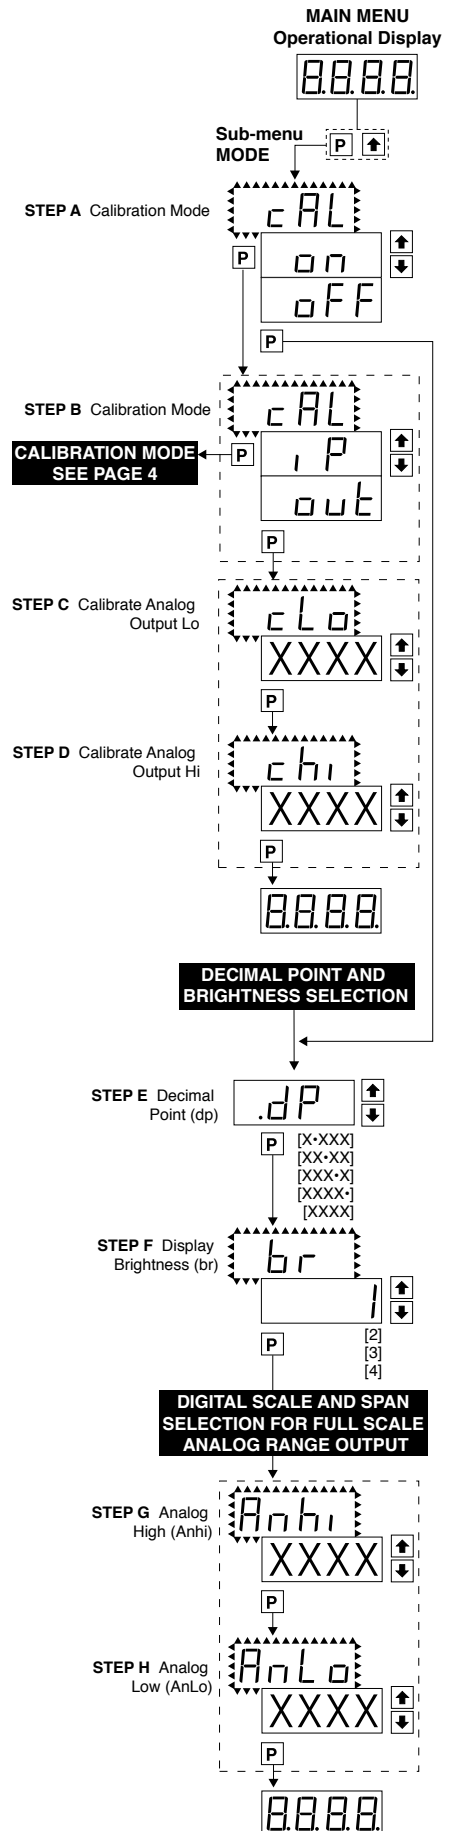 MAIN MENU
Operational Display
8.8.8.8.
Sub-menu
MODE
P
STEP A Calibration Mode
cAL
P
on
oFF
P
STEP B Calibration Mode
cAL
CALIBRATION MODE
SEE PAGE 4
P
iP
out
P
STEP C Calibrate Analog
Output Lo
cLo
XXXX
P
STEP D Calibrate Analog
Output Hi
chi
XXXX
P
8.8.8.8.
DECIMAL POINT AND
BRIGHTNESS SELECTION
STEP E Decimal
Point (dp)
.dP
P
[X•XXX]
[XX•XX]
[XXX•X]
[XXXX•]
[XXXX]
STEP F Display
Brightness (br)
br
1
P
[2]
[3]
[4]
DIGITAL SCALE AND SPAN
SELECTION FOR FULL SCALE
ANALOG RANGE OUTPUT
STEP G Analog
High (Anhi)
Anhi
XXXX
P
STEP H Analog
Low (AnLo)
AnLo
XXXX
P
8.8.8.8.